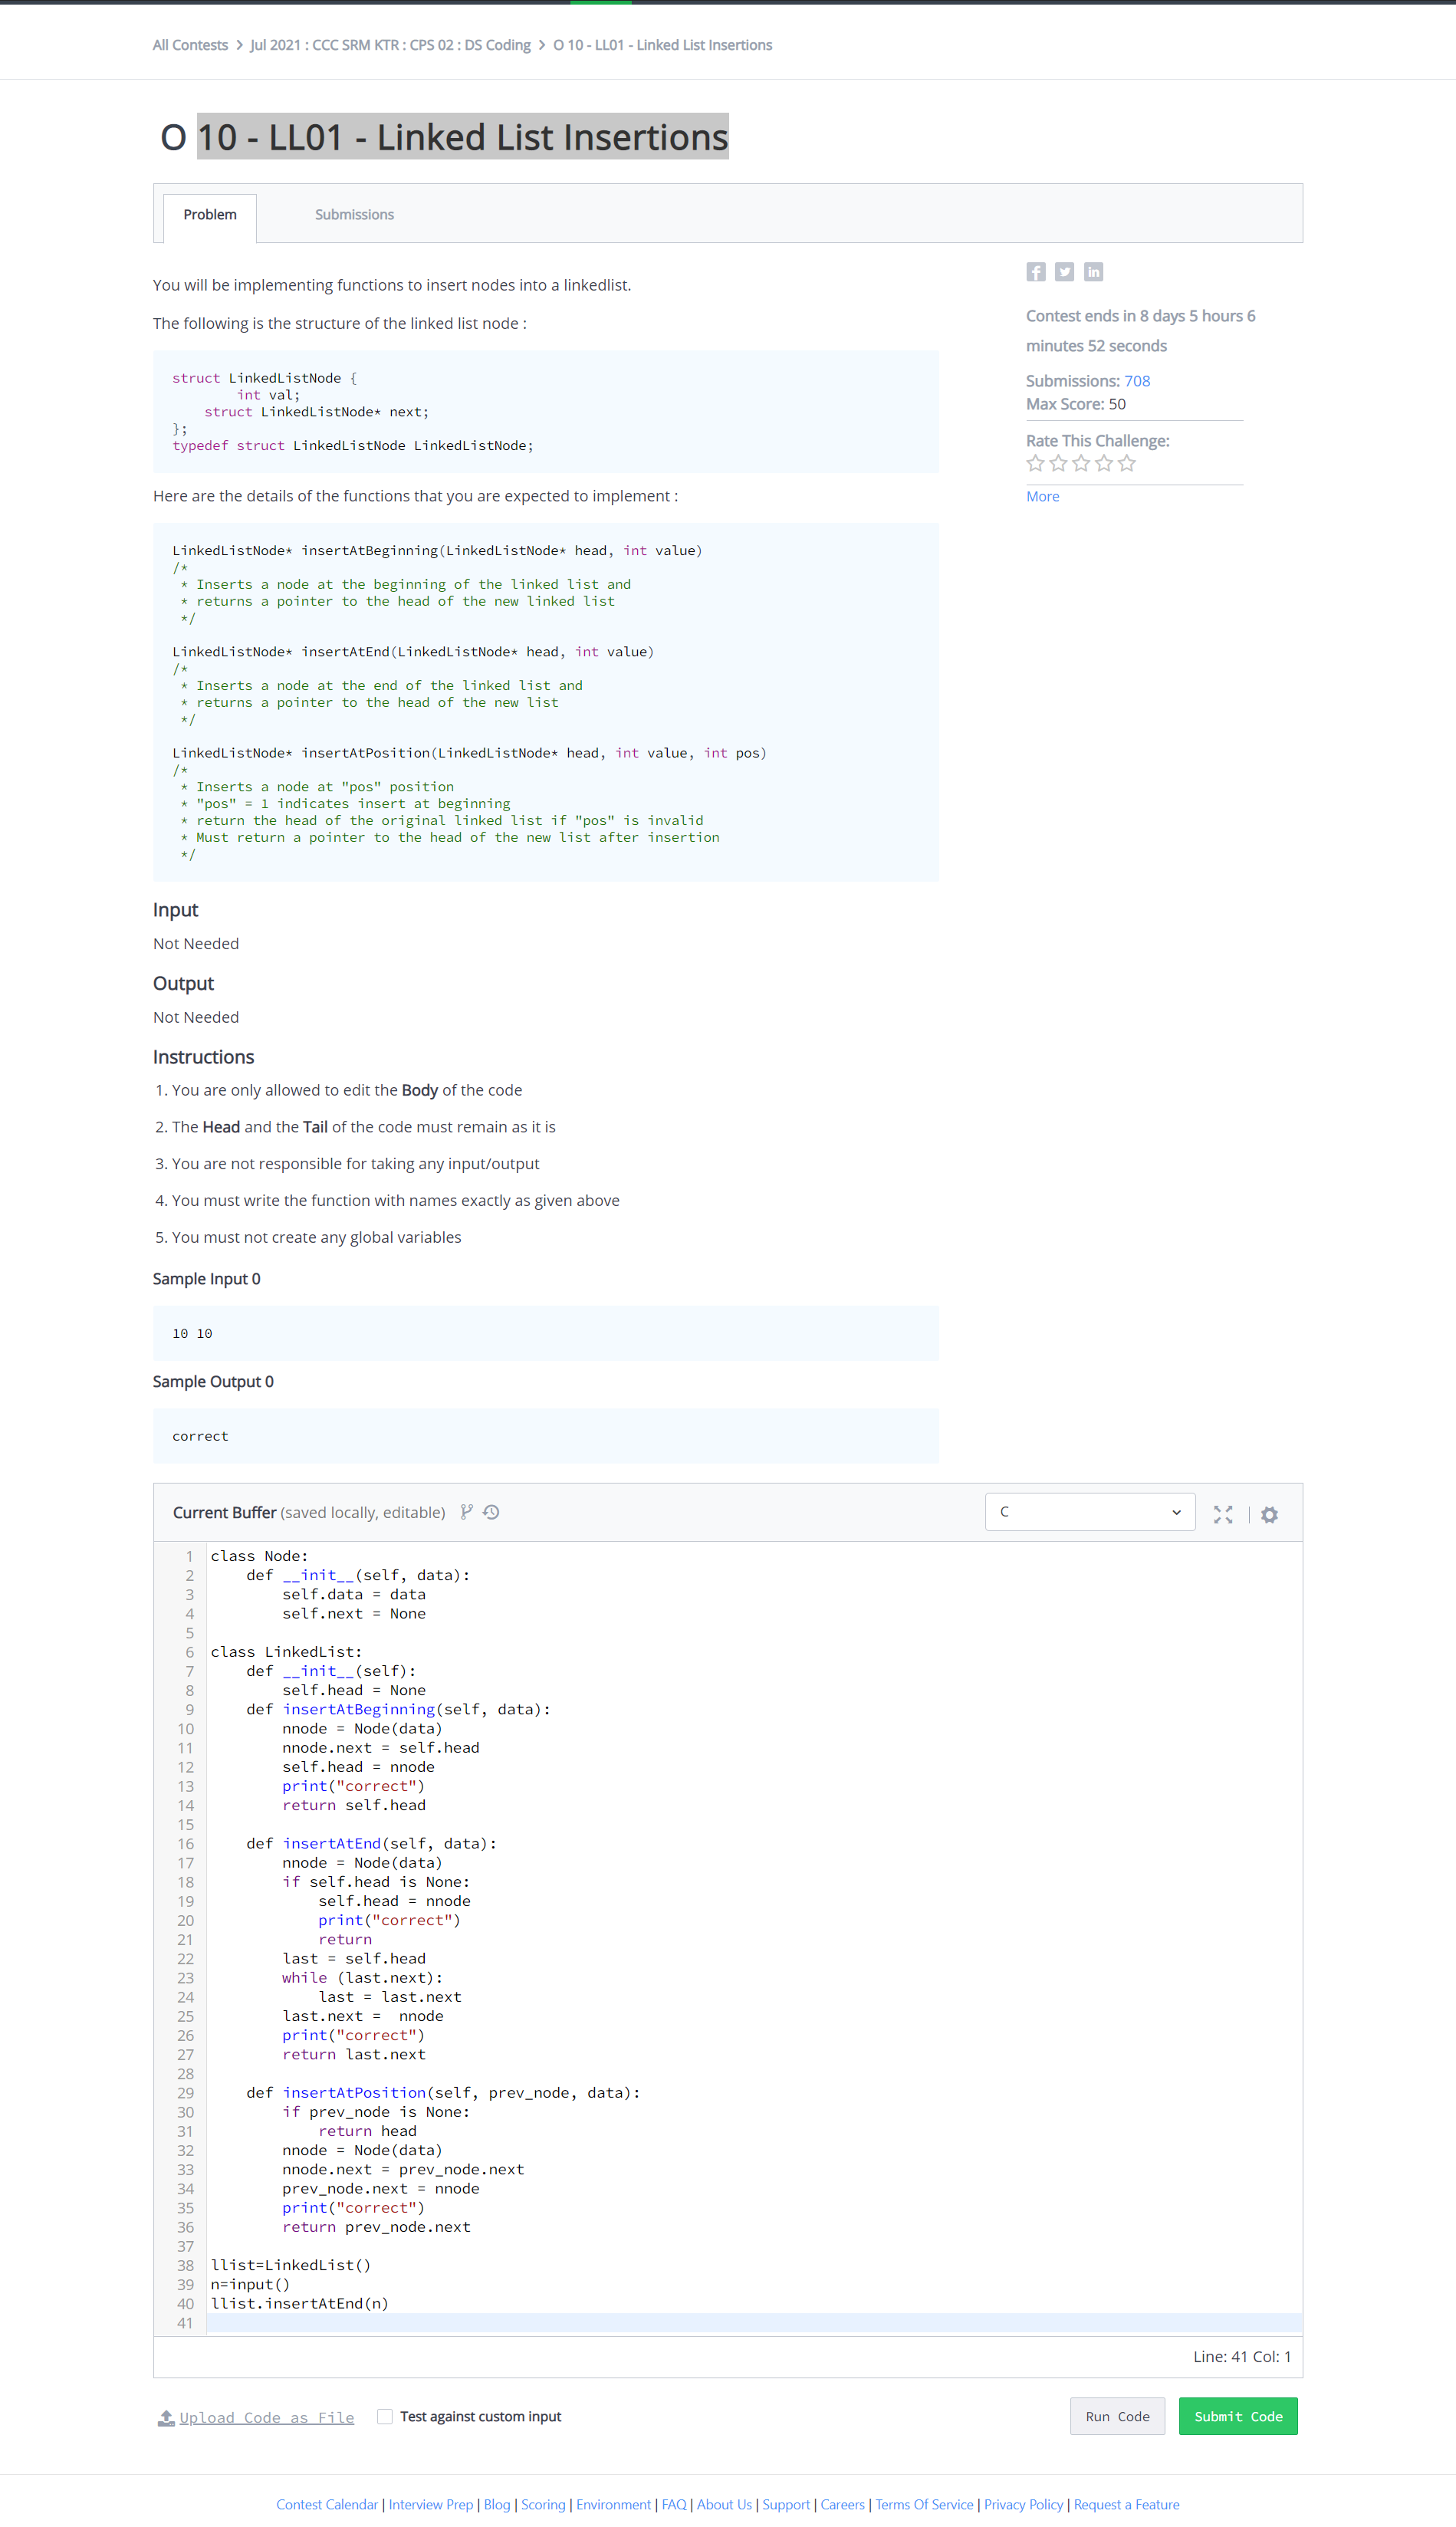 All Contests > Jul 2021 : CCC SRM KTR : CPS 02 : DS Coding > O 10 - LL01 - Linked List Insertions
O 10 - LL01 - Linked List Insertions
Problem
Submissions
You will be implementing functions to insert nodes into a linkedlist.
The following is the structure of the linked list node :
struct LinkedListNode {
        int val;
    struct LinkedListNode* next;
};
typedef struct LinkedListNode LinkedListNode;
Here are the details of the functions that you are expected to implement :
LinkedListNode* insertAtBeginning(LinkedListNode* head, int value)
/*
 * Inserts a node at the beginning of the linked list and
 * returns a pointer to the head of the new linked list
 */
LinkedListNode* insertAtEnd(LinkedListNode* head, int value)
/*
 * Inserts a node at the end of the linked list and
 * returns a pointer to the head of the new list
 */
LinkedListNode* insertAtPosition(LinkedListNode* head, int value, int pos)
/*
 * Inserts a node at "pos" position
 * "pos" = 1 indicates insert at beginning
 * return the head of the original linked list if "pos" is invalid
 * Must return a pointer to the head of the new list after insertion
 */
Input
Not Needed
Output
Not Needed
Instructions
1. You are only allowed to edit the Body of the code
2. The Head and the Tail of the code must remain as it is
3. You are not responsible for taking any input/output
4. You must write the function with names exactly as given above
5. You must not create any global variables
Sample Input 0
10 10
Sample Output 0
correct
Contest ends in 8 days 5 hours 6
minutes 52 seconds
Submissions: 708
Max Score: 50
Rate This Challenge:
More
Current Buffer (saved locally, editable)
C
1 class Node:
2     def __init__(self, data):
3         self.data = data
4         self.next = None
5
6 class LinkedList:
7     def __init__(self):
8         self.head = None
9     def insertAtBeginning(self, data):
10         nnode = Node(data)
11         nnode.next = self.head
12         self.head = nnode
13         print("correct")
14         return self.head
15
16     def insertAtEnd(self, data):
17         nnode = Node(data)
18         if self.head is None:
19             self.head = nnode
20             print("correct")
21             return
22         last = self.head
23         while (last.next):
24             last = last.next
25         last.next =  nnode
26         print("correct")
27         return last.next
28
29     def insertAtPosition(self, prev_node, data):
30         if prev_node is None:
31             return head
32         nnode = Node(data)
33         nnode.next = prev_node.next
34         prev_node.next = nnode
35         print("correct")
36         return prev_node.next
37
38 llist=LinkedList()
39 n=input()
40 llist.insertAtEnd(n)
41
Line: 41 Col: 1
Upload Code as File
Test against custom input
Run Code
Submit Code
Contest Calendar | Interview Prep | Blog | Scoring | Environment | FAQ | About Us | Support | Careers | Terms Of Service | Privacy Policy | Request a Feature